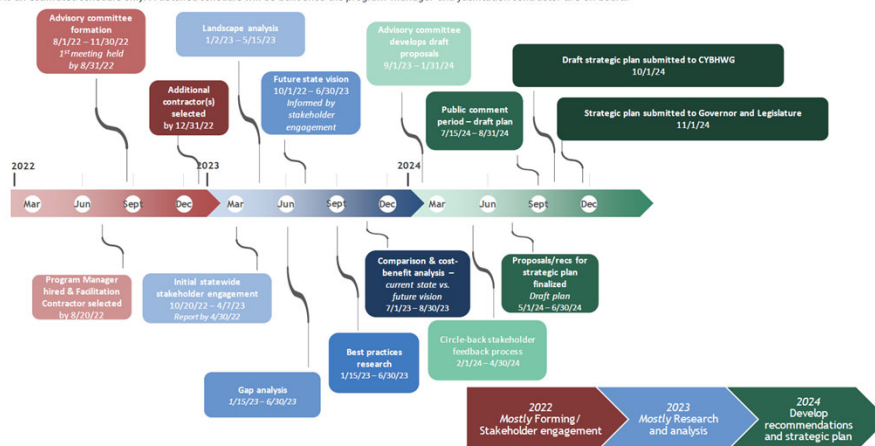 Advisory committee
formation
8/1/22 – 11/30/22
1st meeting held
by 8/31/22
Landscape analysis
1/2/23 – 5/15/23
Advisory committee
develops draft
proposals
9/1/23 - 1/31/24
Draft strategic plan submitted to CYBHWG
10/1/24
Additional
contractor(s)
selected
by 12/31/22
Future state vision
10/1/22 – 6/30/23
Informed by
stakeholder
engagement
Public comment
period – draft plan
7/15/24 – 8/31/24
Strategic plan submitted to Governor and Legislature
11/1/24
2022
2023
2024
Mar
Jun
Sept
Dec
Mar
Jun
Sept
Dec
Mar
Jun
Sept
Dec
Program Manager
hired & Facilitation
Contractor selected
by 8/20/22
Initial statewide
stakeholder engagement
10/20/22 – 4/7/23
Report by 4/30/22
Comparison & cost-
benefit analysis –
current state vs.
future vision
7/1/23 – 8/30/23
Proposals/recs for
strategic plan
finalized
Draft plan
5/1/24 – 6/30/24
Gap analysis
1/15/23 – 6/30/23
Best practices
research
1/15/23 – 6/30/23
Circle-back stakeholder
feedback process
2/1/24 – 4/30/24
2022
Mostly Forming/
Stakeholder engagement
2023
Mostly Research
and analysis
2024
Develop
recommendations
and strategic plan